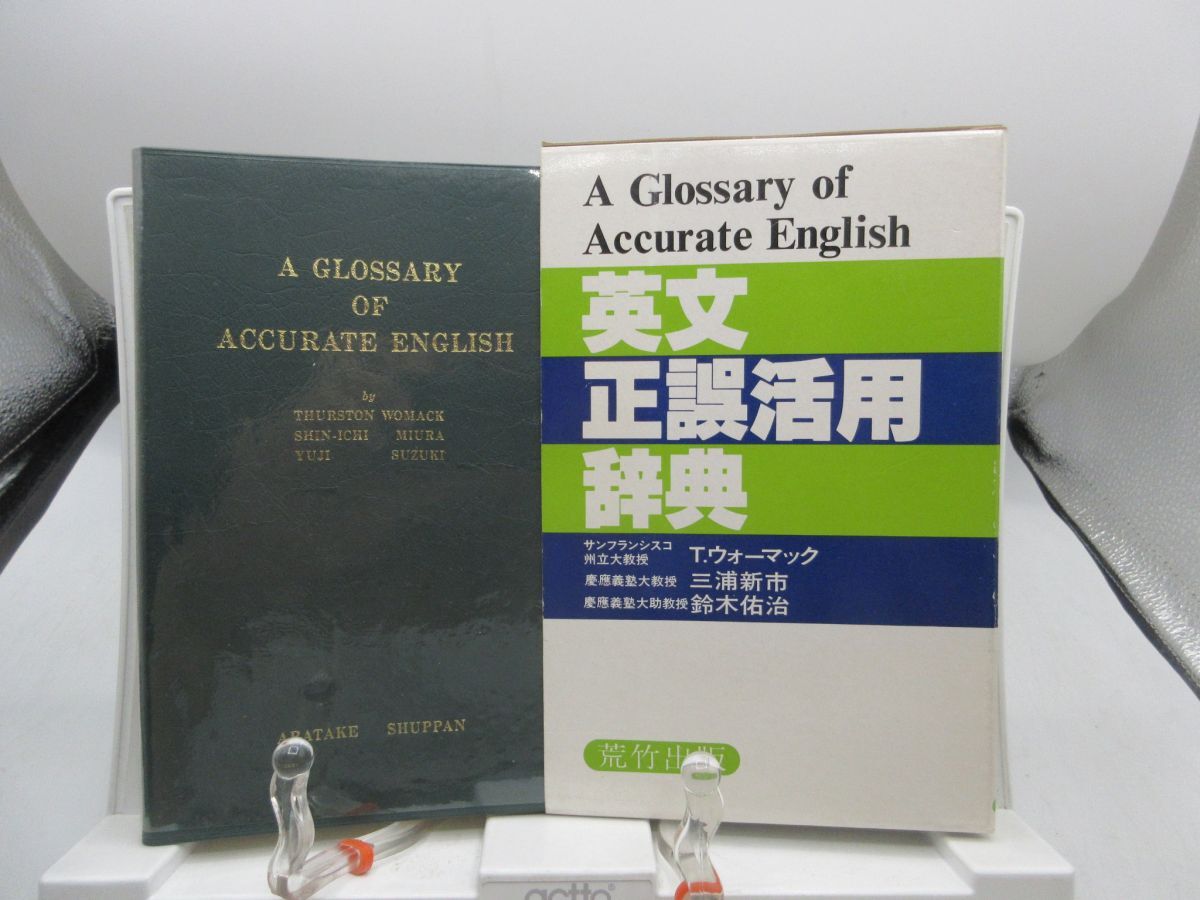 A GLOSSARY
OF
ACCURATE ENGLISH
by
THURSTON WOMACK
SHIN-ICHI MIURA
YUJI SUZUKI
ARATAKE SHUPPAN
A Glossary of
Accurate English
英文
正誤活用
辞典
サンフランシスコ
州立大教授 T.ウォーマック
慶應義塾大教授 三浦新市
慶應義塾大助教授 鈴木佑治
荒竹出版
actto®